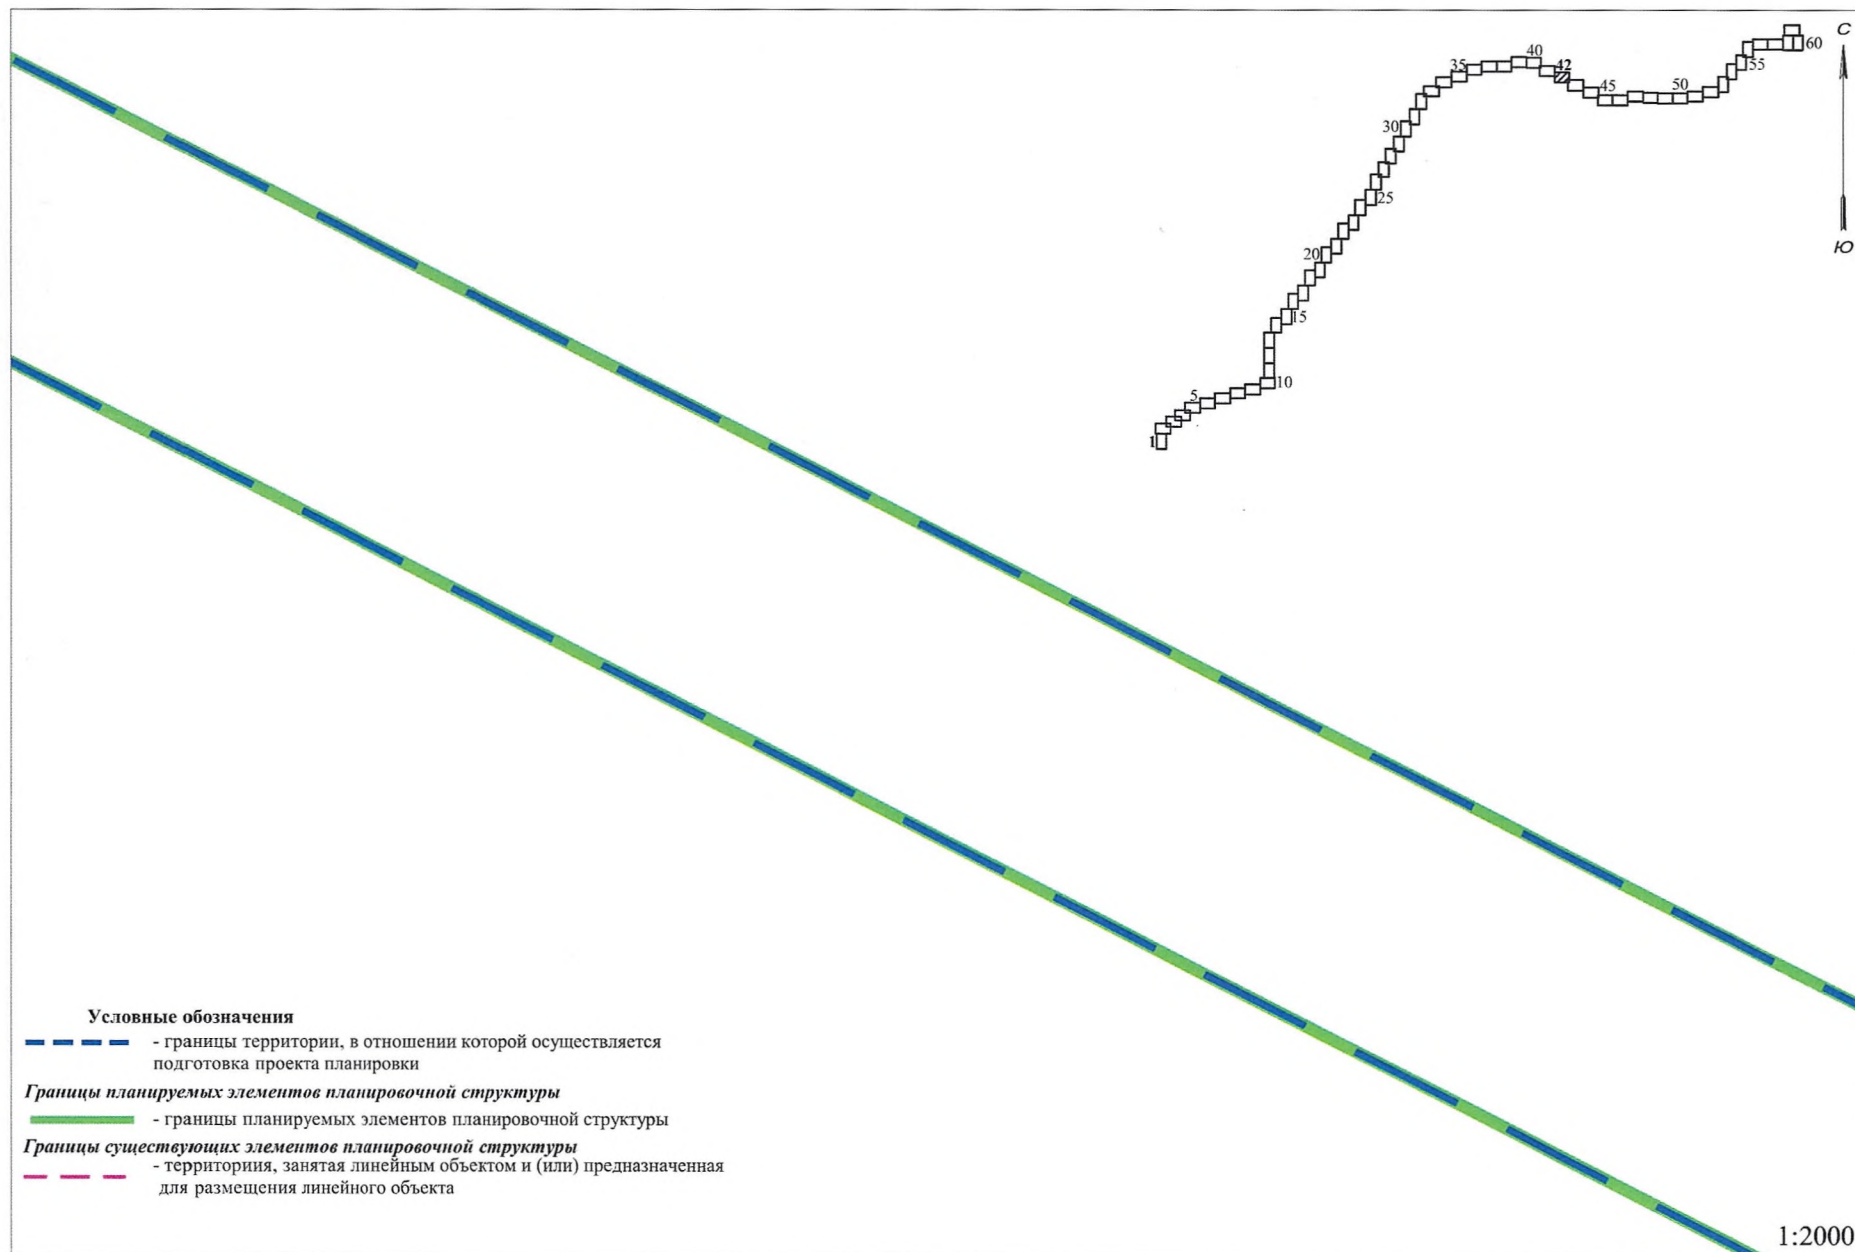 С
60
40
42
35
55
50
45
30
Ю
25
20
15
10
5
1
Условные обозначения
- границы территории, в отношении которой осуществляется
подготовка проекта планировки
Границы планируемых элементов планировочной структуры
- границы планируемых элементов планировочной структуры
Границы существующих элементов планировочной структуры
- территориия, занятая линейным объектом и (или) предназначенная
для размещения линейного объекта
1:2000